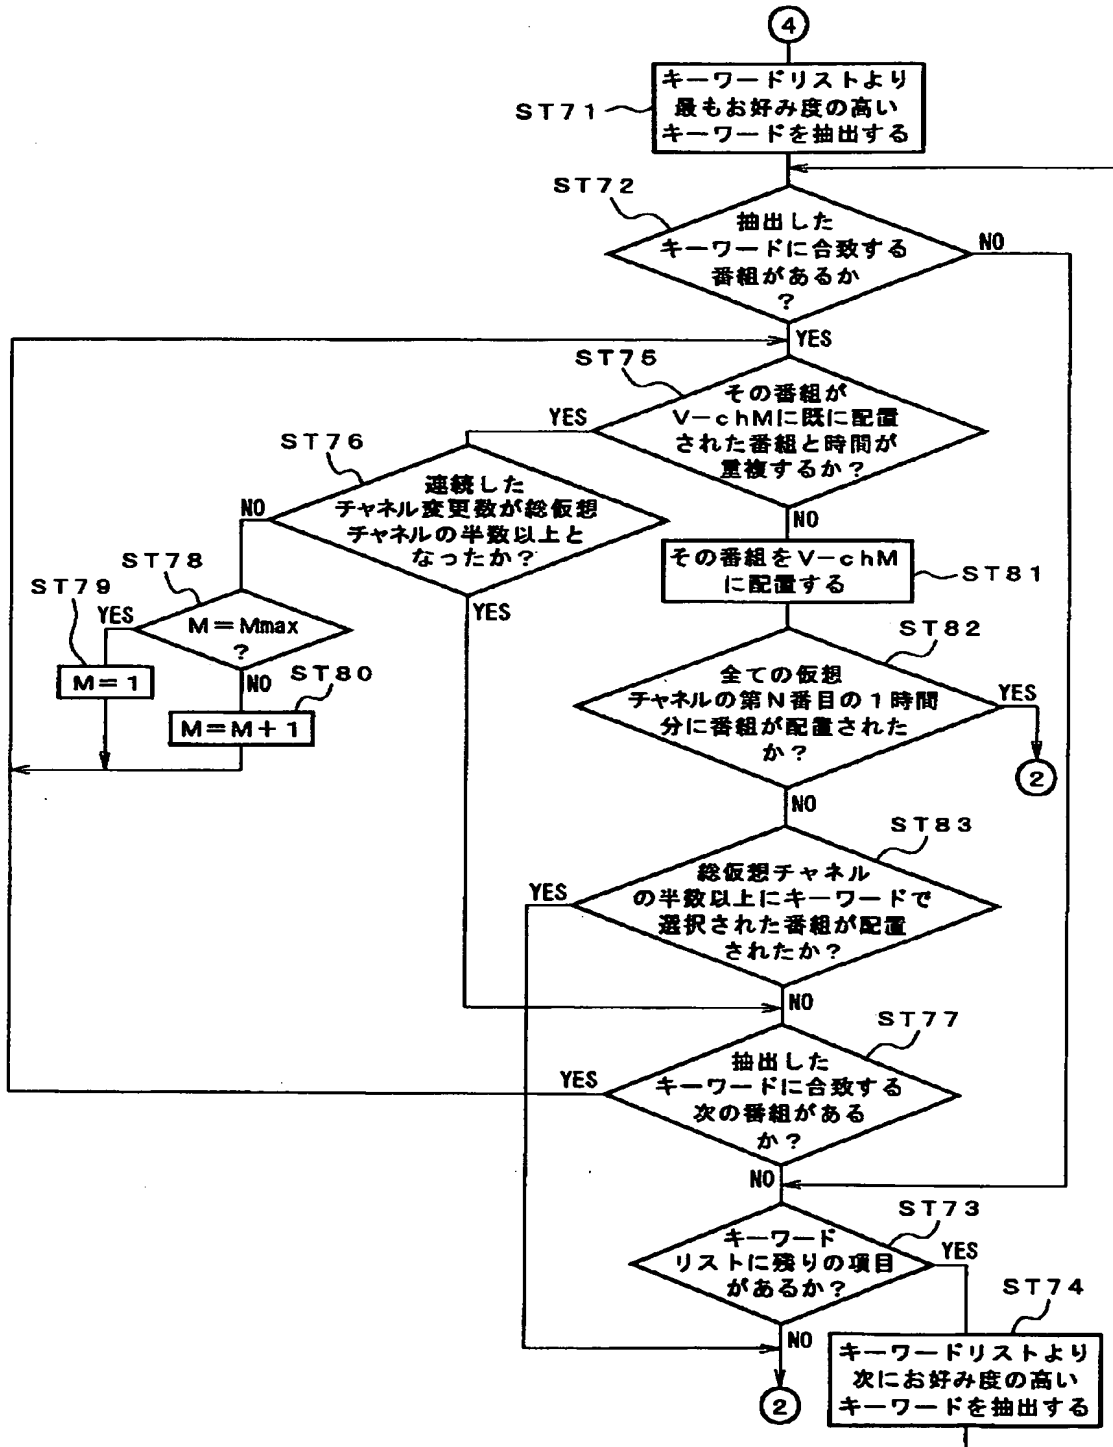 4
キーワードリストより
最もお好み度の高い
キーワードを抽出する
ST71
ST72
抽出した
キーワードに合致する
番組があるか
?
NO
YES
ST75
その番組が
V-chMに既に配置
された番組と時間が
重複するか?
YES
NO
ST76
連続した
チャネル変更数が総仮想
チャネルの半数以上と
なったか?
NO
YES
ST78
M=Mmax
?
YES
NO
ST79
M=1
ST80
M=M+1
その番組をV-chM
に配置する
ST81
ST82
全ての仮想
チャネルの第N番目の1時間
分に番組が配置された
か?
YES
2
NO
ST83
総仮想チャネル
の半数以上にキーワードで
選択された番組が配置
されたか?
YES
NO
ST77
抽出した
キーワードに合致する
次の番組がある
か?
YES
NO
ST73
キーワード
リストに残りの項目
があるか?
YES
NO
2
ST74
キーワードリストより
次にお好み度の高い
キーワードを抽出する